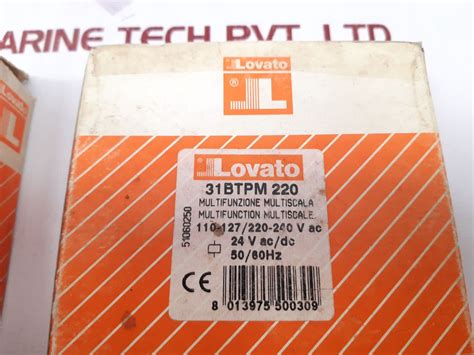 ARINE TECH PVT. LTD
Lovato
®
Lovato
31BTPM 220
MULTIFUNZIONE MULTISCALA
MULTIFUNCTION MULTISCALE
110-127/220-240 V ac
24 V ac/dc
50/60Hz
CE
51060250
8 013975 500309